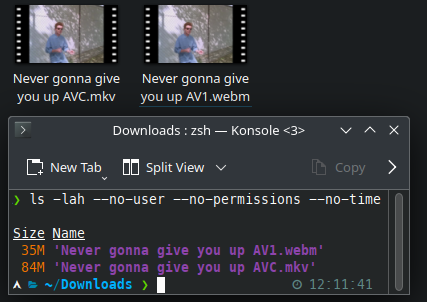 Never gonna give
you up AVC.mkv
Never gonna give
you up AV1.webm
Downloads : zsh — Konsole <3>
New Tab
Split View
Copy
❯ ls -lah --no-user --no-permissions --no-time
Size Name
35M 'Never gonna give you up AV1.webm'
84M 'Never gonna give you up AVC.mkv'
~/Downloads ❯
12:11:41